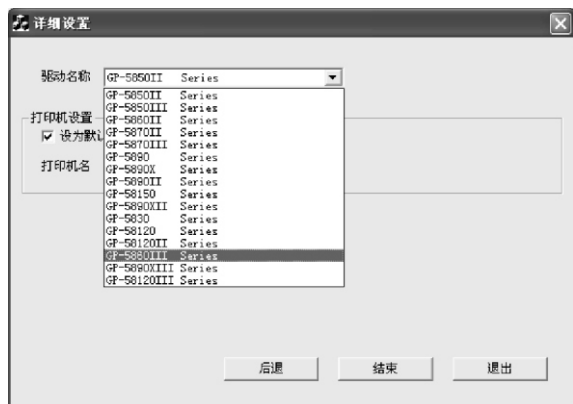 详细设置
驱动名称 GP-5850II Series
GP-5850II Series
GP-5850III Series
GP-5860II Series
GP-5870II Series
GP-5870III Series
GP-5890 Series
GP-5890X Series
GP-5890II Series
GP-58150 Series
GP-5890XII Series
GP-5830 Series
GP-58120 Series
GP-58120II Series
GP-5860III Series
GP-5890XIII Series
GP-58120III Series
打印机设置
设为默认
打印机名
后退 结束 退出